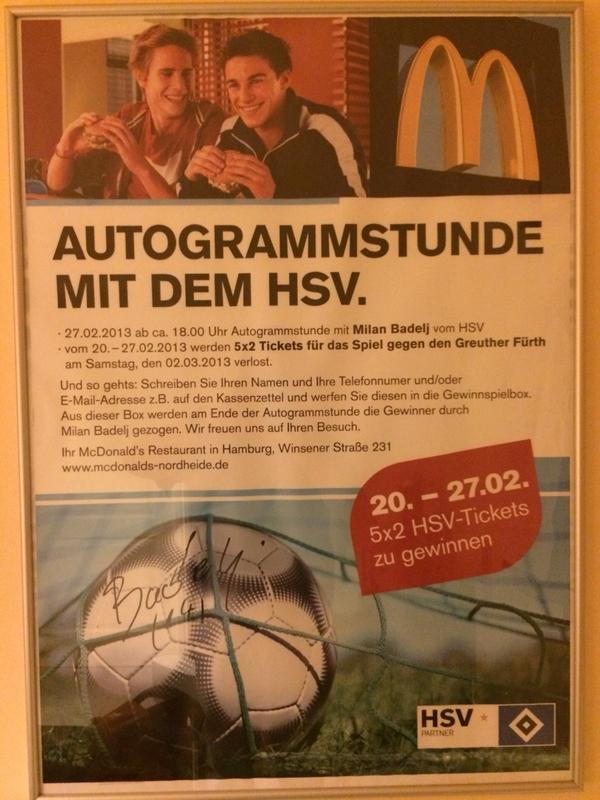 AUTOGRAMMSTUNDE
MIT DEM HSV.
· 27.02.2013 ab ca. 18.00 Uhr Autogrammstunde mit Milan Badelj vom HSV
· vom 20. – 27.02.2013 werden 5x2 Tickets für das Spiel gegen den Greuther Fürth
am Samstag, den 02.03.2013 verlost.
Und so gehts: Schreiben Sie Ihren Namen und Ihre Telefonnumer und/oder
E-Mail-Adresse z.B. auf den Kassenzettel und werfen Sie diesen in die Gewinnspielbox.
Aus dieser Box werden am Ende der Autogrammstunde die Gewinner durch
Milan Badelj gezogen. Wir freuen uns auf Ihren Besuch.
Ihr McDonald's Restaurant in Hamburg, Winsener Straße 231
www.mcdonalds-nordheide.de
20. – 27.02.
5x2 HSV-Tickets
zu gewinnen
Badelj
HSV
PARTNER